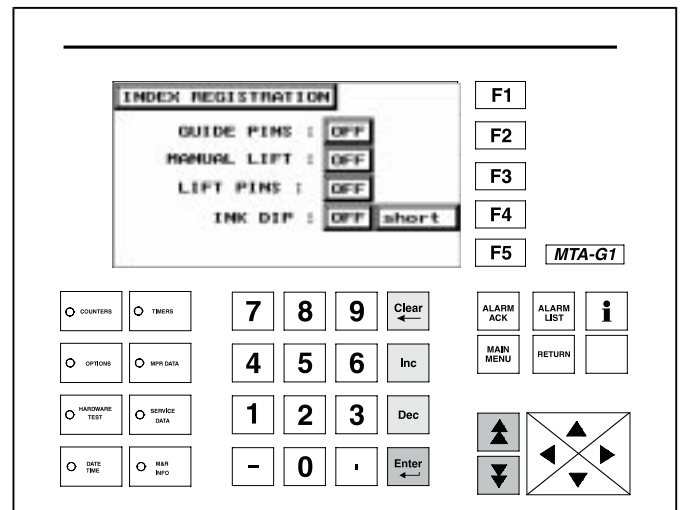 INDEX REGISTRATION
GUIDE PINS : OFF
MANUAL LIFT : OFF
LIFT PINS : OFF
INK DIP : OFF short
F1
F2
F3
F4
F5
MTA-G1
COUNTERS
TIMERS
OPTIONS
MPR DATA
HARDWARE
TEST
SERVICE
DATA
DATE
TIME
M&R
INFO
7 8 9 Clear
4 5 6 Inc
1 2 3 Dec
- 0 . Enter
ALARM
ACK
ALARM
LIST
i
MAIN
MENU
RETURN